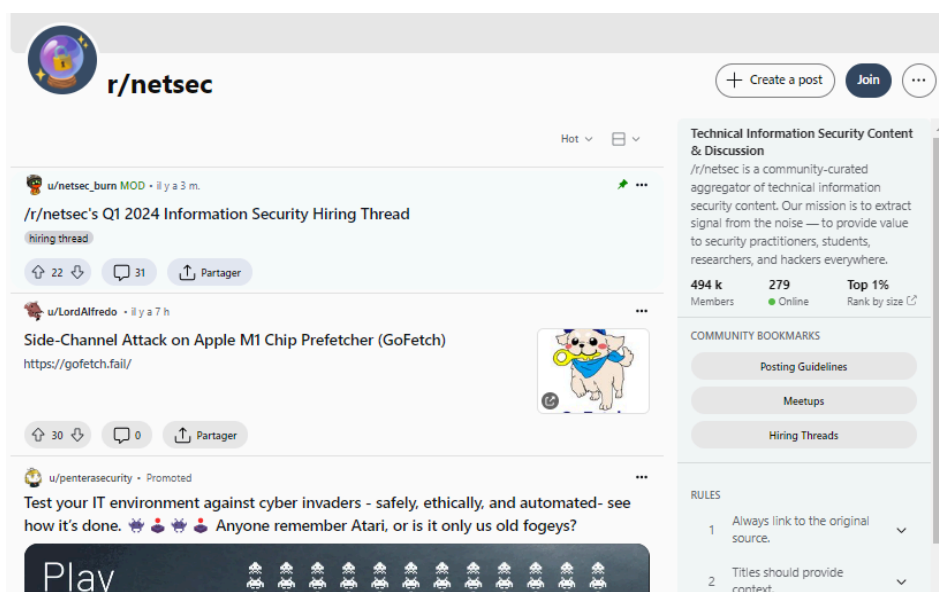 r/netsec
Create a post
Join
Hot
u/netsec_burn MOD • il y a 3 m.
/r/netsec's Q1 2024 Information Security Hiring Thread
hiring thread
22
31
Partager
u/LordAlfredo • il y a 7 h
Side-Channel Attack on Apple M1 Chip Prefetcher (GoFetch)
https://gofetch.fail/
30
0
Partager
u/penterasecurity • Promoted
Test your IT environment against cyber invaders - safely, ethically, and automated- see
how it's done. 👾🕹️👾🕹️ Anyone remember Atari, or is it only us old fogeys?
Play
Technical Information Security Content
& Discussion
/r/netsec is a community-curated
aggregator of technical information
security content. Our mission is to extract
signal from the noise — to provide value
to security practitioners, students,
researchers, and hackers everywhere.
494 k 279 Top 1%
Members Online Rank by size
COMMUNITY BOOKMARKS
Posting Guidelines
Meetups
Hiring Threads
RULES
1 Always link to the original
source.
2 Titles should provide
context.